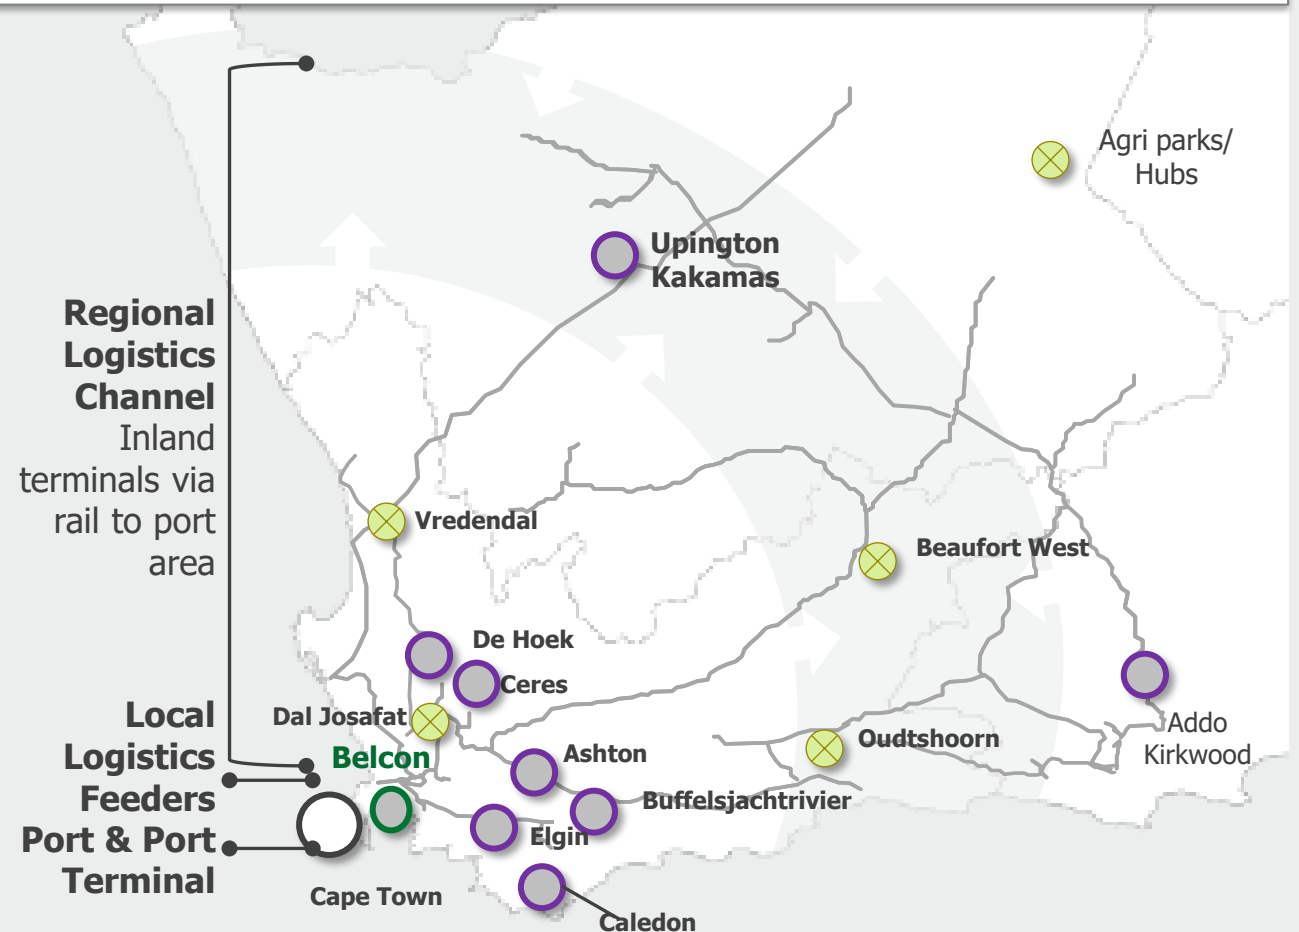 Agri parks/
Hubs
Upington
Kakamas
Regional
Logistics
Channel
Inland
terminals via
rail to port
area
Vredendal
Beaufort West
De Hoek
Ceres
Dal Josafat
Local
Logistics
Feeders
Port & Port
Terminal
Belcon
Ashton
Oudtshoorn
Addo
Kirkwood
Buffelsjachtrivier
Elgin
Cape Town
Caledon